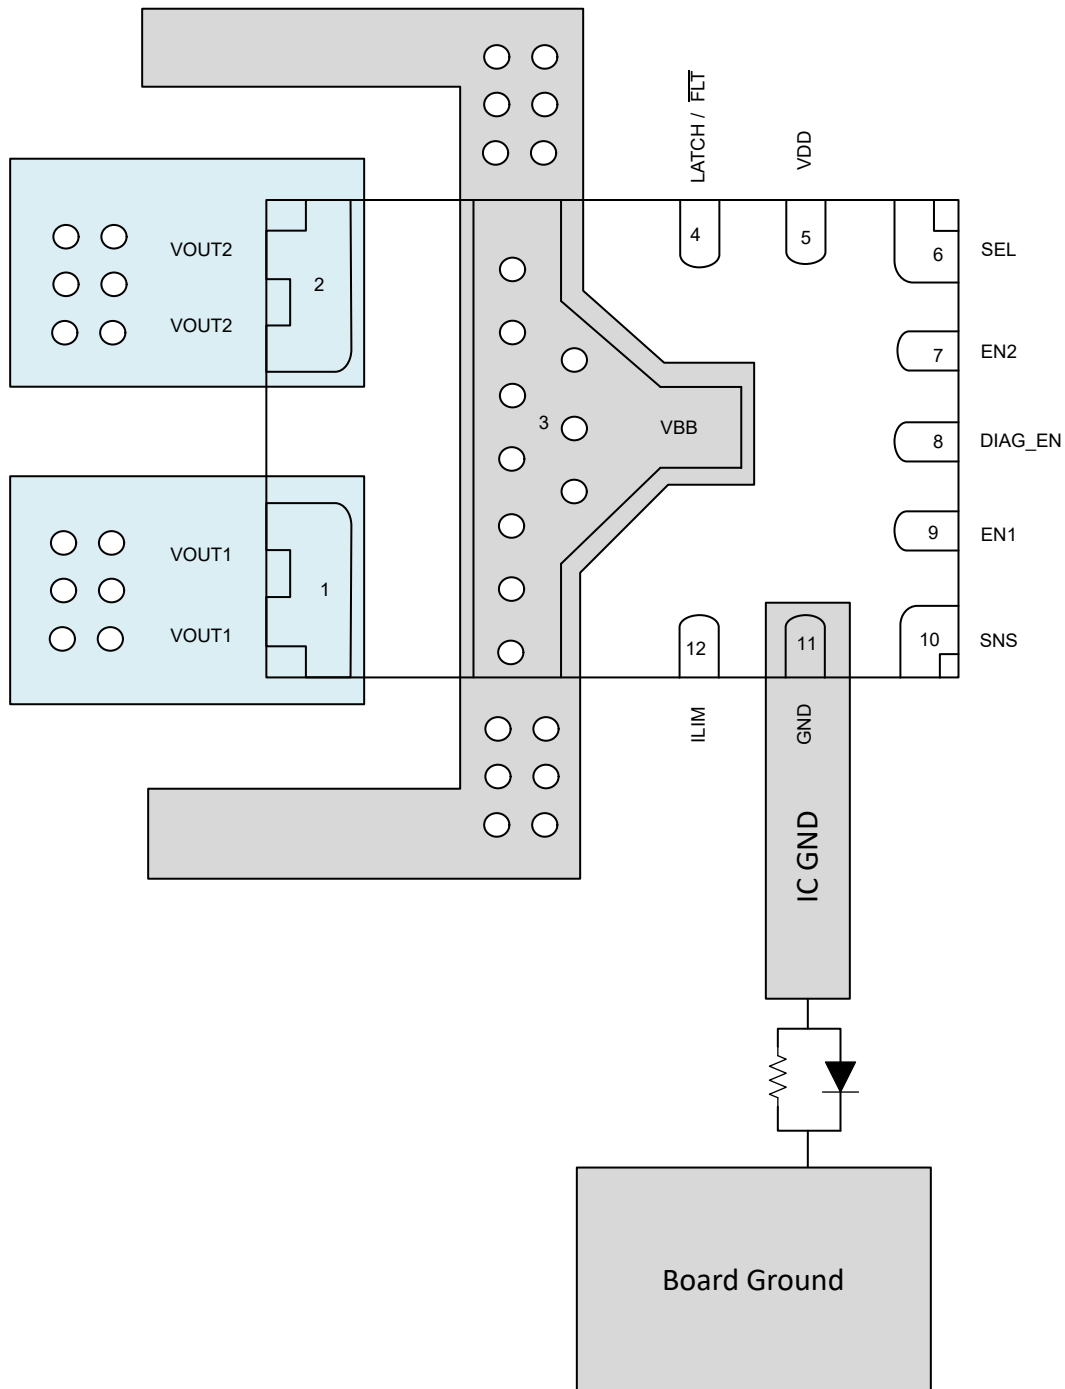 LATCH / FLT
VDD
4
5
6
SEL
VOUT2
2
VOUT2
7
EN2
3
VBB
8
DIAG_EN
9
EN1
VOUT1
1
VOUT1
12
11
10
SNS
ILIM
GND
IC GND
Board Ground